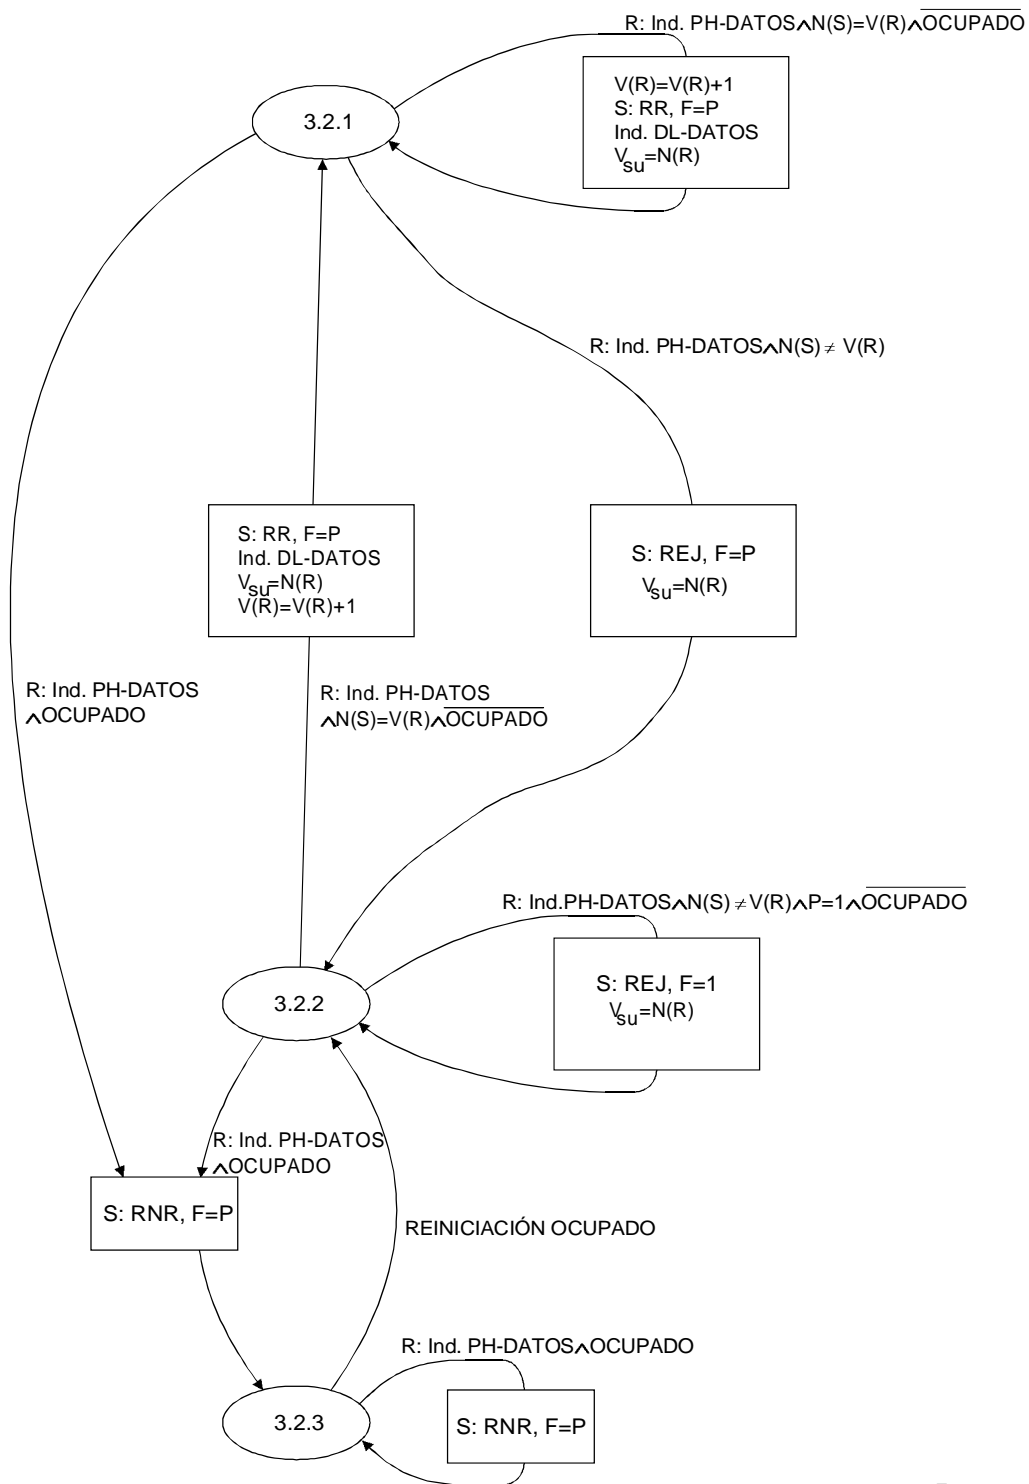 R: Ind. PH-DATOS∧N(S)=V(R)∧OCUPADO
V(R)=V(R)+1
S: RR, F=P
Ind. DL-DATOS
Vsu=N(R)
3.2.1
R: Ind. PH-DATOS∧N(S) ≠ V(R)
S: RR, F=P
Ind. DL-DATOS
Vsu=N(R)
V(R)=V(R)+1
S: REJ, F=P
Vsu=N(R)
R: Ind. PH-DATOS
∧OCUPADO
R: Ind. PH-DATOS
∧N(S)=V(R)∧OCUPADO
R: Ind.PH-DATOS∧N(S) ≠ V(R)∧P=1∧OCUPADO
S: REJ, F=1
Vsu=N(R)
3.2.2
R: Ind. PH-DATOS
∧OCUPADO
S: RNR, F=P
REINICIACIÓN OCUPADO
R: Ind. PH-DATOS∧OCUPADO
3.2.3
S: RNR, F=P